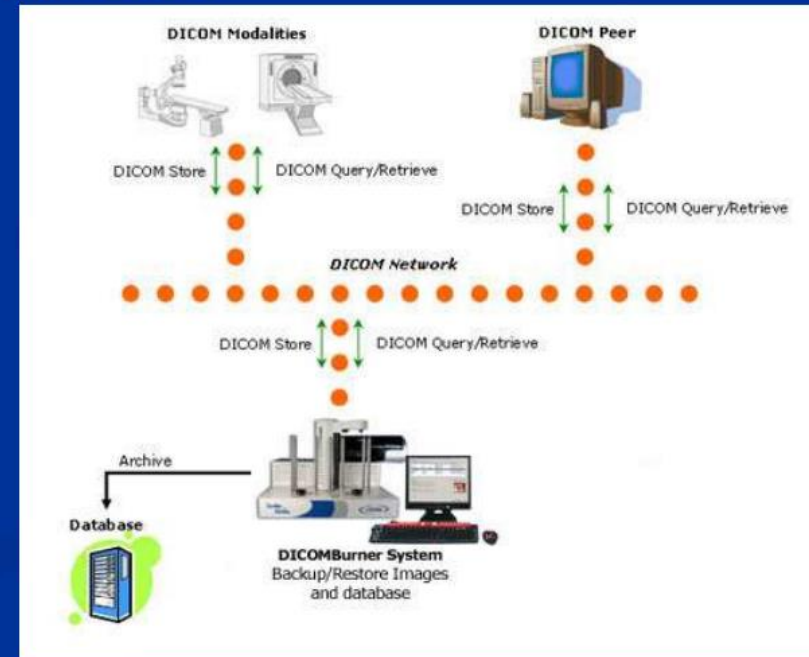 DICOM Modalities
DICOM Peer
DICOM Store
DICOM Query/Retrieve
DICOM Store
DICOM Query/Retrieve
DICOM Network
DICOM Store
DICOM Query/Retrieve
Archive
Database
DICOMBurner System
Backup/Restore Images
and database